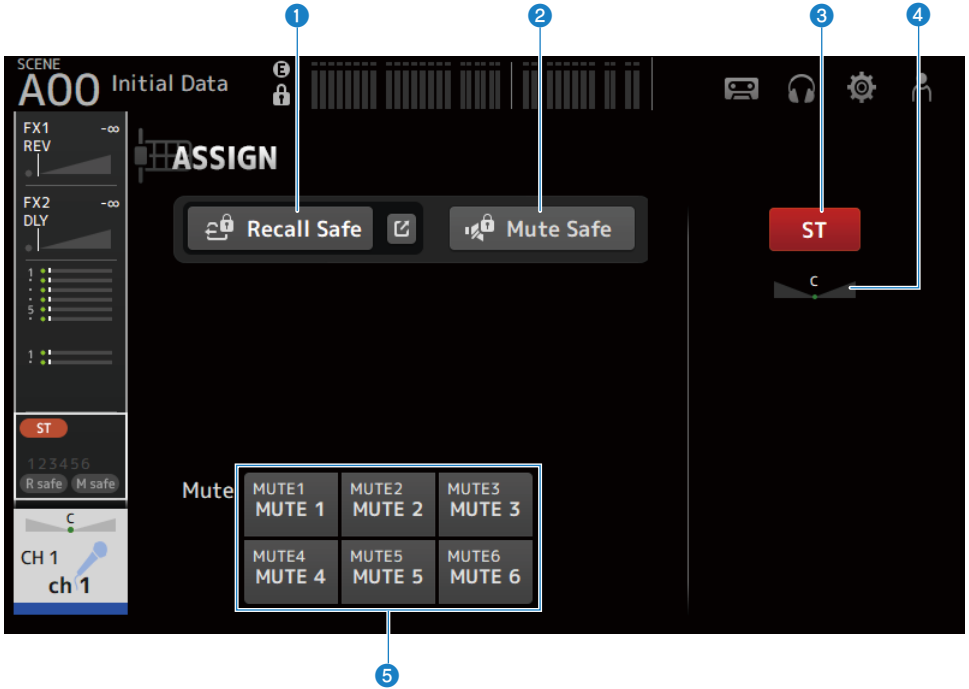 1 2 3 4
SCENE
A00 Initial Data
E
FX1 -∞
REV
ASSIGN
FX2 -∞
DLY
Recall Safe
Mute Safe
ST
C
1
5
1
ST
123456
R safe M safe
Mute
MUTE1 MUTE2 MUTE3
MUTE 1 MUTE 2 MUTE 3
MUTE4 MUTE5 MUTE6
MUTE 4 MUTE 5 MUTE 6
C
CH 1
ch 1
5